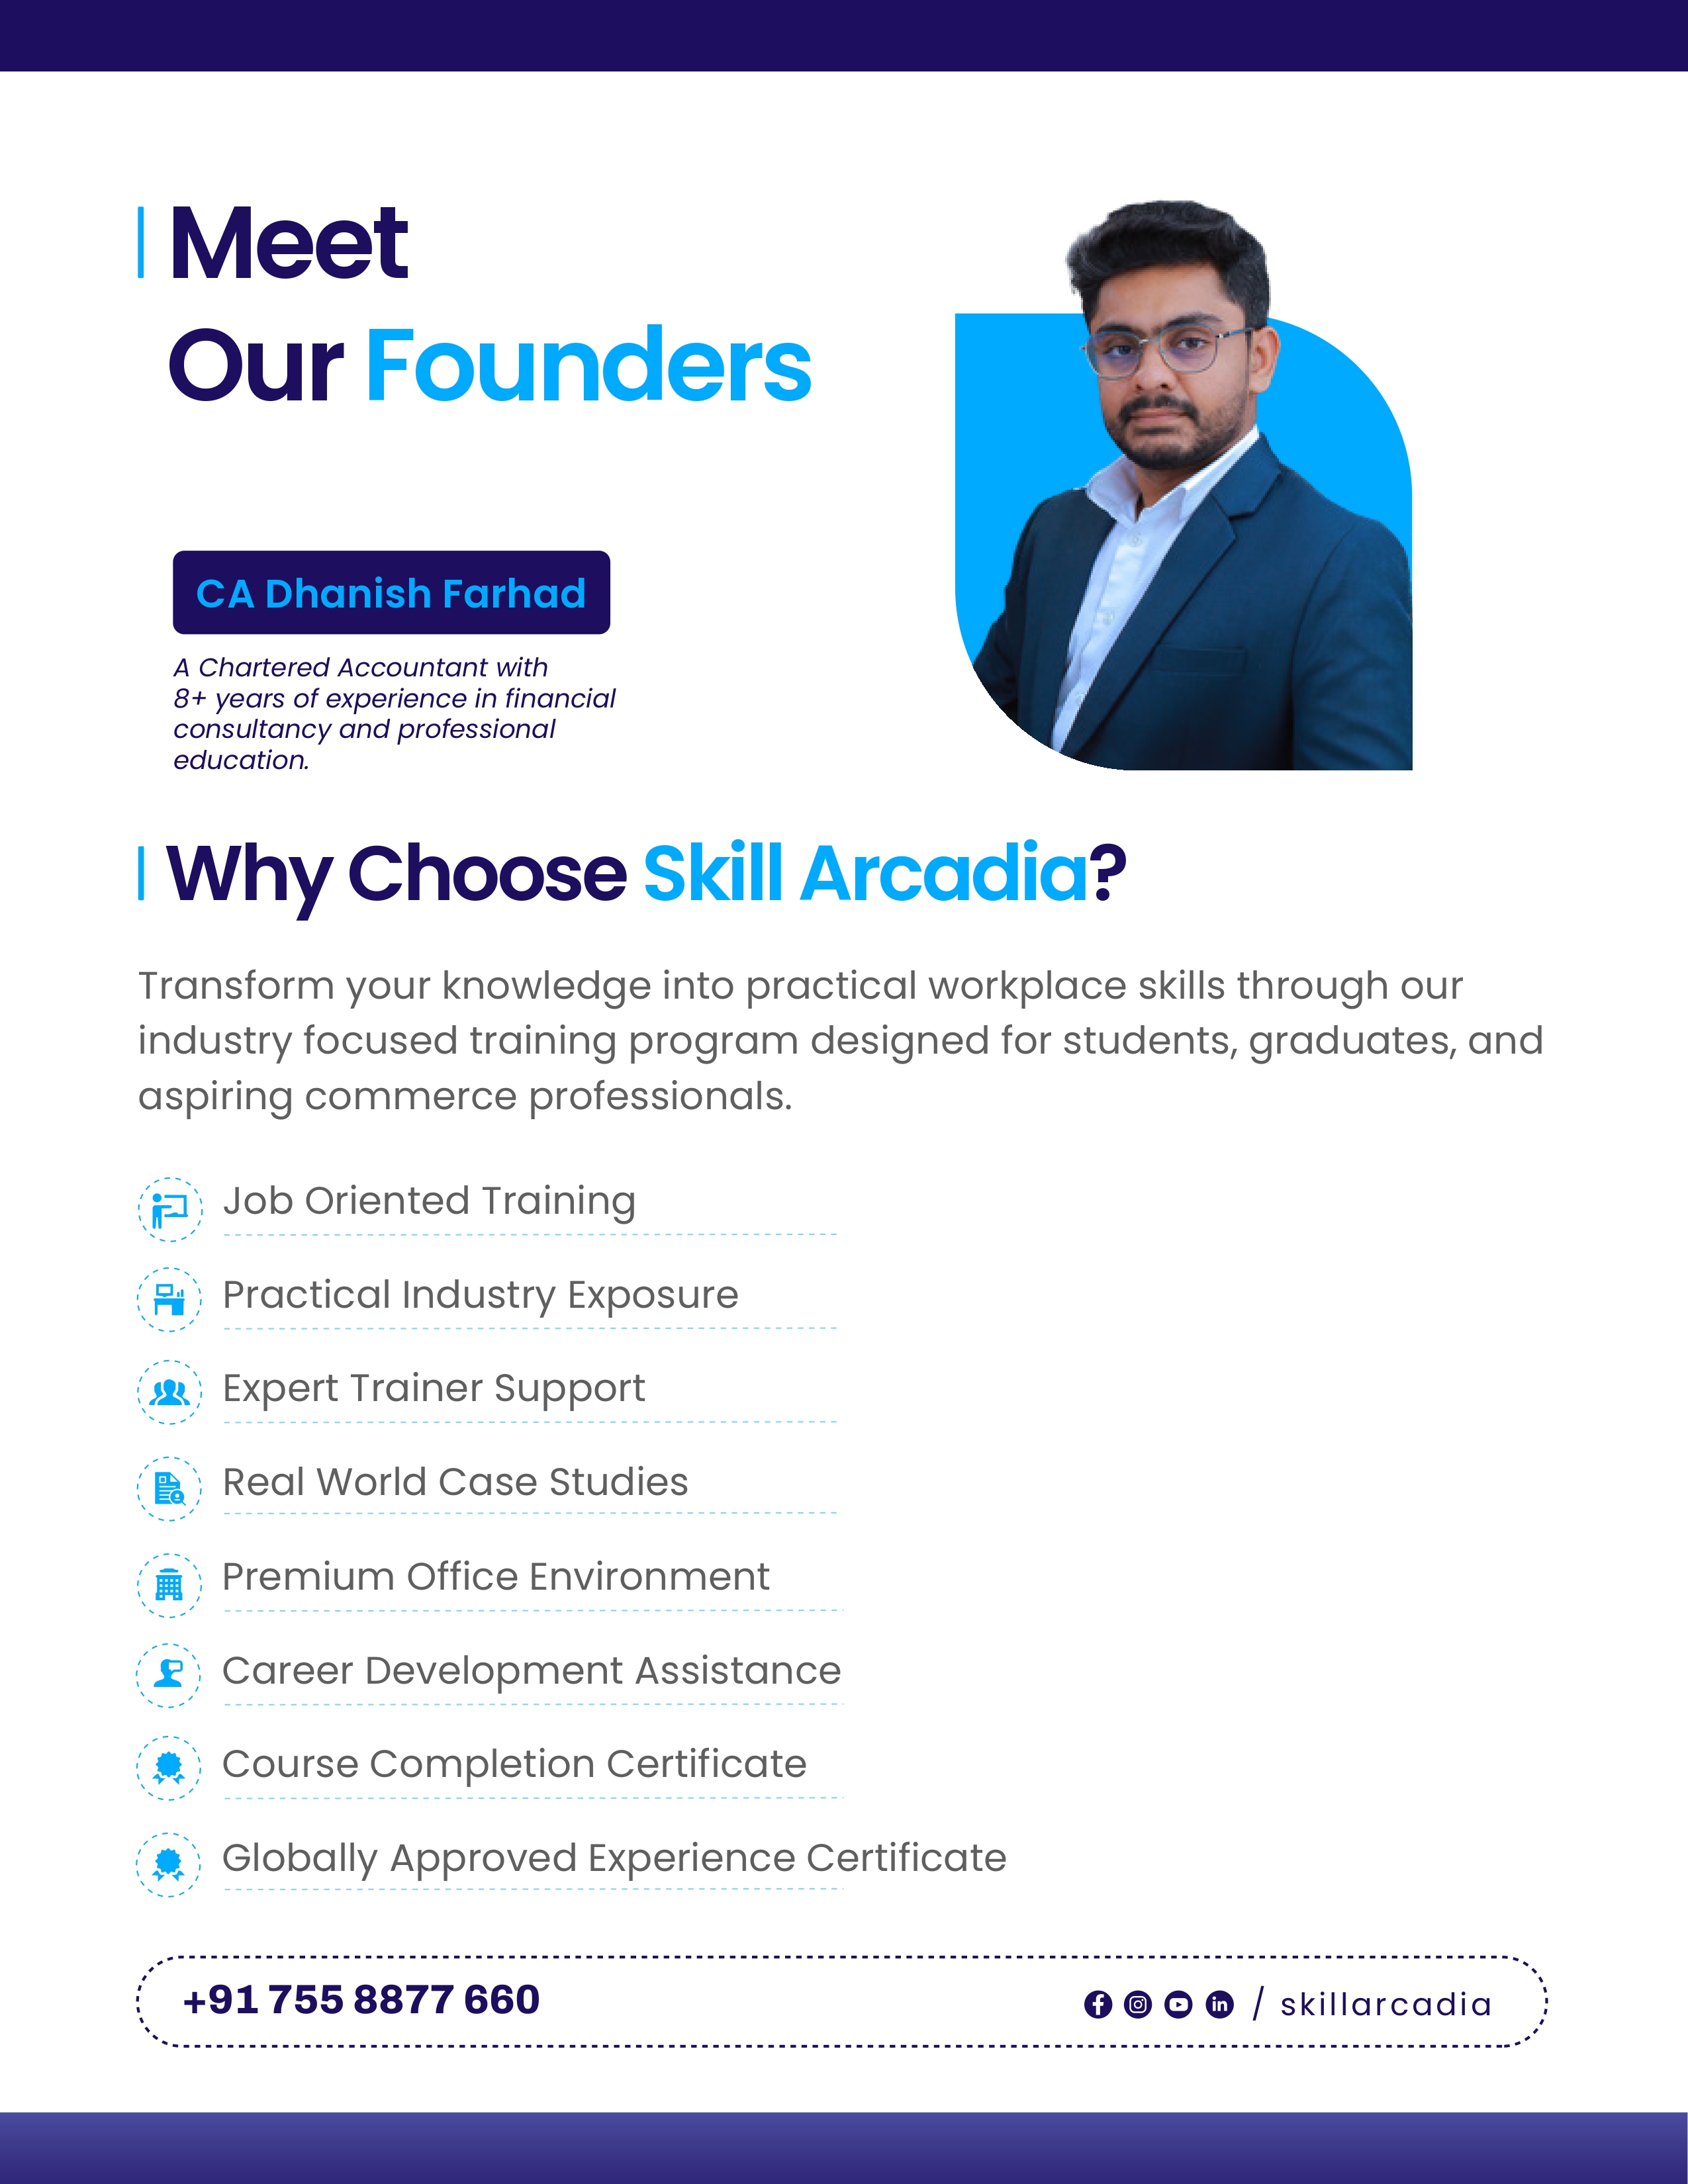 Meet
Our Founders
CA Dhanish Farhad
A Chartered Accountant with
8+ years of experience in financial
consultancy and professional
education.
Why Choose Skill Arcadia?
Transform your knowledge into practical workplace skills through our
industry focused training program designed for students, graduates, and
aspiring commerce professionals.
Job Oriented Training
Practical Industry Exposure
Expert Trainer Support
Real World Case Studies
Premium Office Environment
Career Development Assistance
Course Completion Certificate
Globally Approved Experience Certificate
+91 755 8877 660
/ skillarcadia